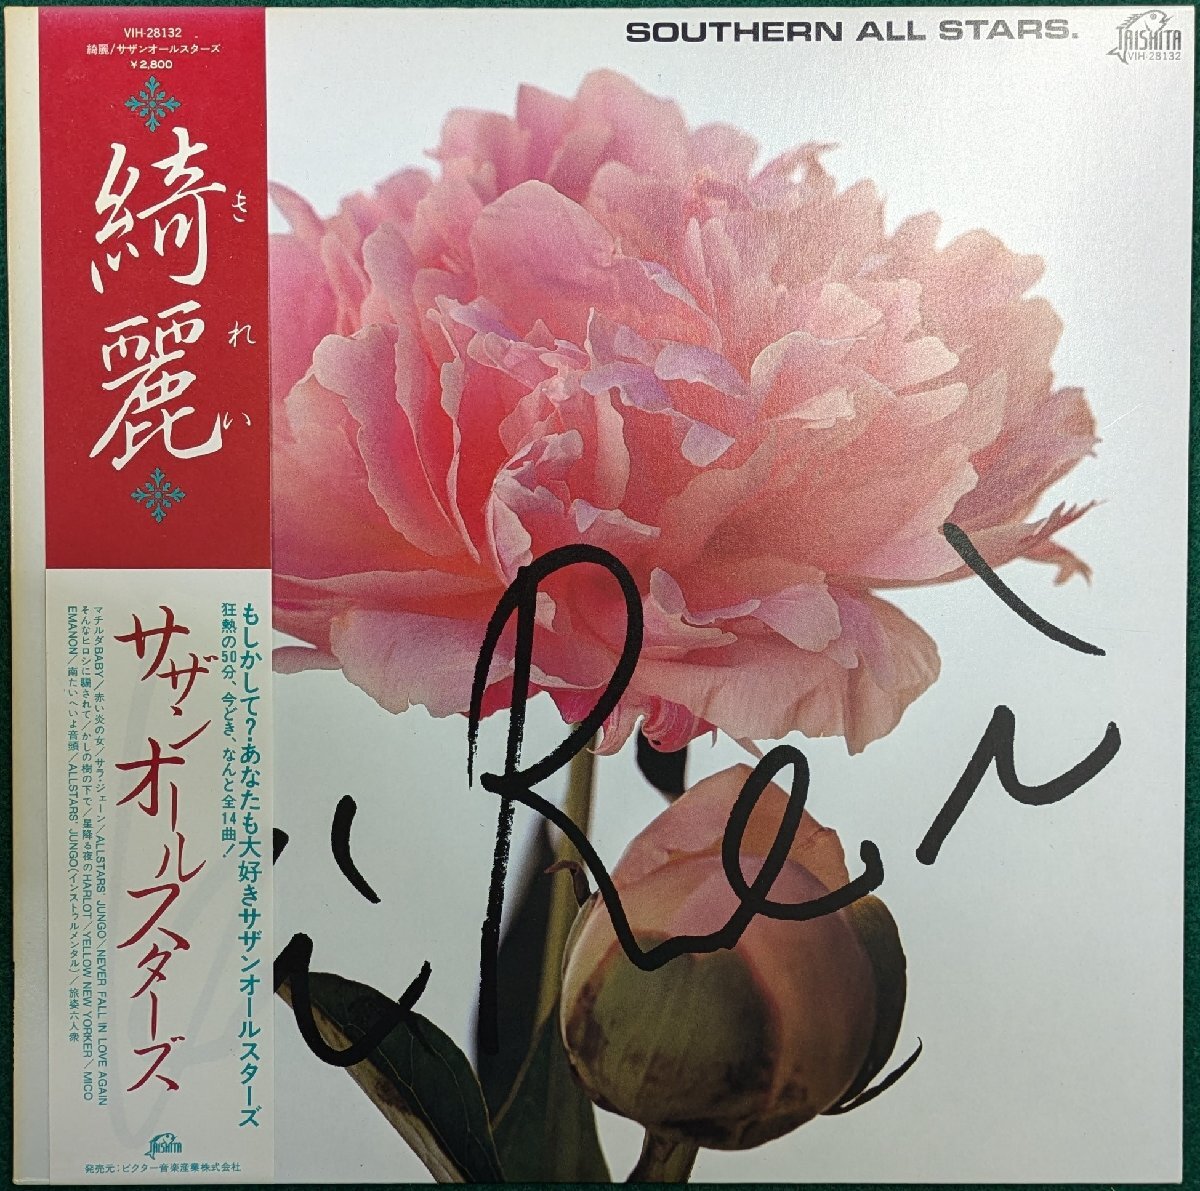 VIH-28132
綺麗/サザンオールスターズ
¥2,800
綺麗
きれい
もしかして?あなたも大好きサザンオールスターズ
狂熱の50分、今どき、なんと全14曲!
サザンオールスターズ
マチルダBABY/赤い炎の女/サラ・ジェーン/ALLSTARS' JUNGO/NEVER FALL IN LOVE AGAIN
そんなヒロシに騙されて/かしの樹の下で/星降る夜のHARLOT/YELLOW NEW YORKER/MICO
EMANON/南たいへいよ音頭/ALLSTARS' JUNGO(インストゥルメンタル)/旅姿六人衆
TAISHITA
発売元:ビクター音楽産業株式会社
SOUTHERN ALL STARS.
TAISHITA
VIH-28132
Rei